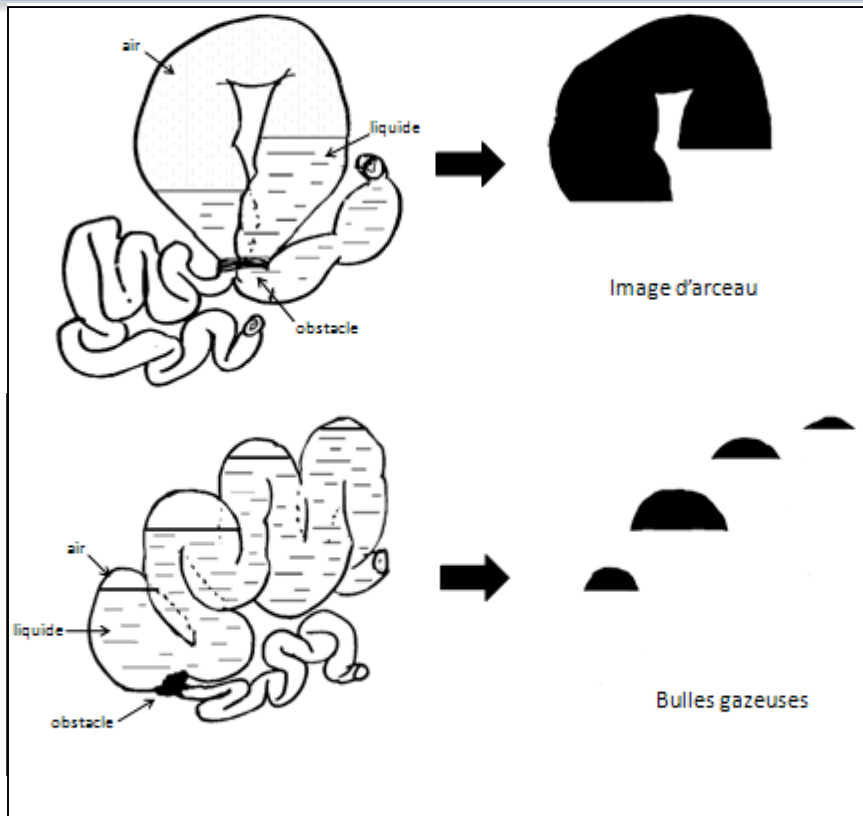 air
liquide
obstacle
Image d'arceau
air
liquide
obstacle
Bulles gazeuses